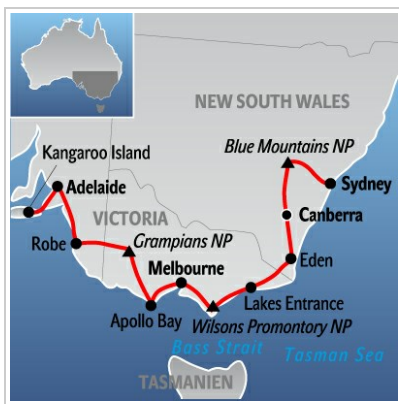 NEW SOUTH WALES
Blue Mountains NP
Kangaroo Island
Adelaide
Sydney
VICTORIA
Canberra
Robe
Grampians NP
Melbourne
Eden
Lakes Entrance
Apollo Bay
Wilsons Promontory NP
Bass Strait
Tasman Sea
TASMANIEN